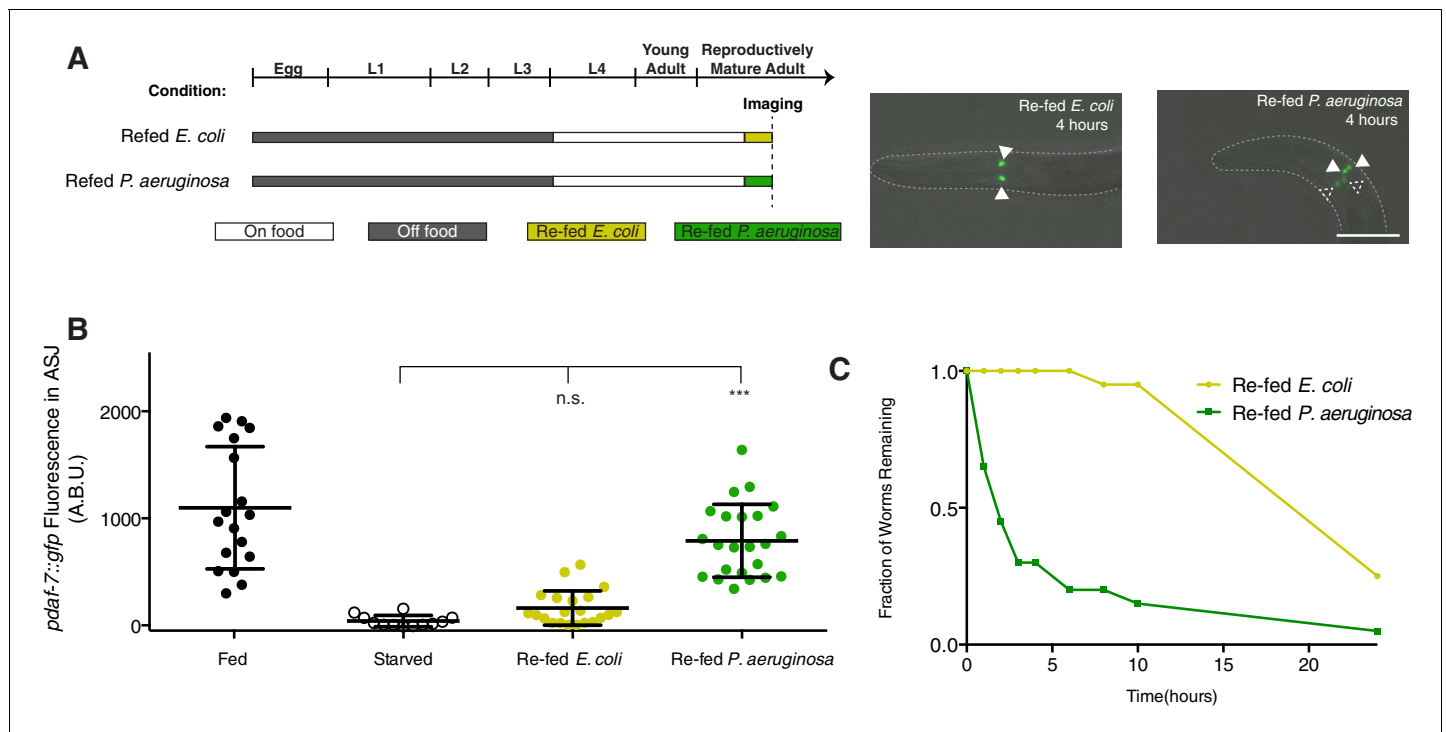 A
Egg
L1
L2
L3
L4
Young
Adult
Reproductively
Mature Adult
Condition:
Imaging
Refed E. coli
Refed P. aeruginosa
On food
Off food
Re-fed E. coli
Re-fed P. aeruginosa
Re-fed E. coli
4 hours
Re-fed P. aeruginosa
4 hours
B
pdaf-7::gfp Fluorescence in ASJ
(A.B.U.)
2000
1000
0
n.s.
***
Fed
Starved
Re-fed E. coli
Re-fed P. aeruginosa
C
Fraction of Worms Remaining
1.0
0.5
0.0
Re-fed E. coli
Re-fed P. aeruginosa
0
5
10
15
20
Time(hours)